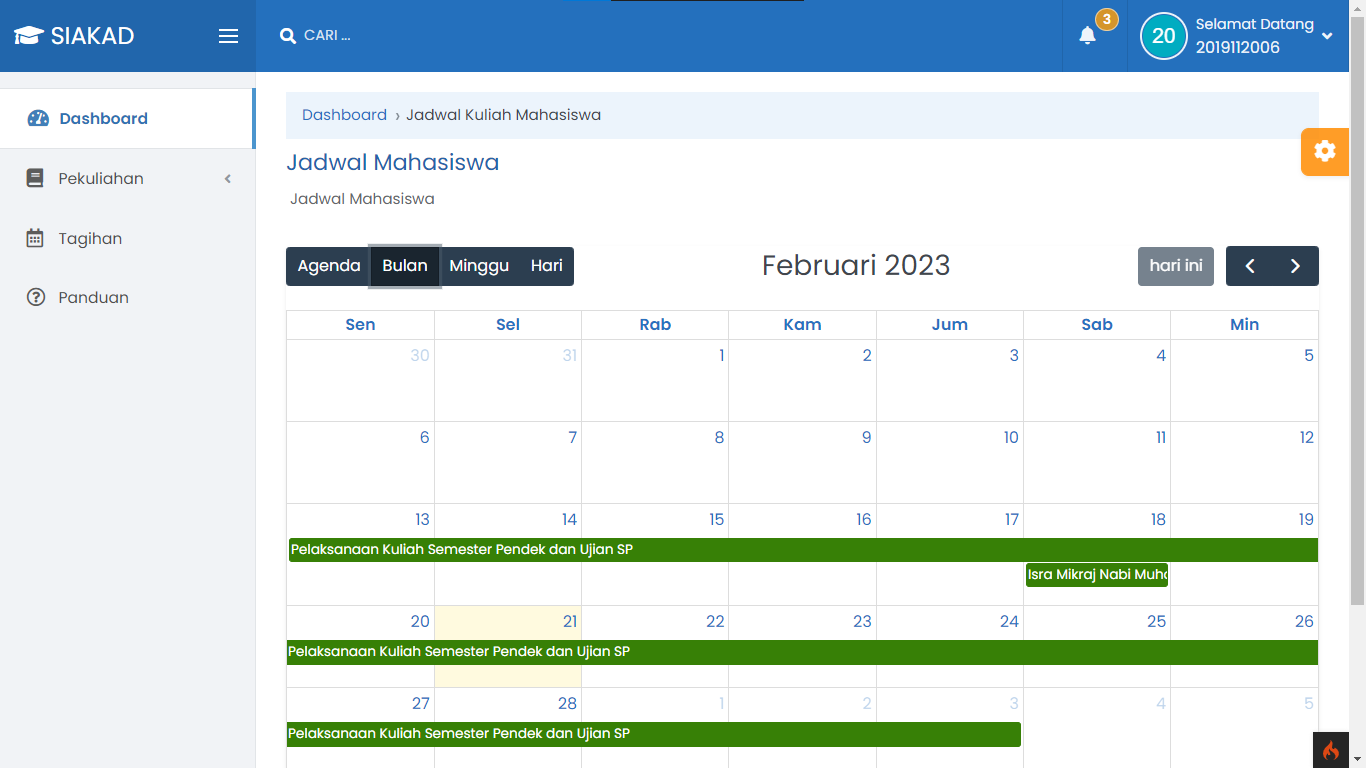 SIAKAD
CARI ...
3
20
Selamat Datang
2019112006
Dashboard
Pekuliahan
Tagihan
Panduan
Dashboard › Jadwal Kuliah Mahasiswa
Jadwal Mahasiswa
Jadwal Mahasiswa
Agenda Bulan Minggu Hari
Februari 2023
hari ini
Sen Sel Rab Kam Jum Sab Min
30 31 1 2 3 4 5
6 7 8 9 10 11 12
13 14 15 16 17 18 19
Pelaksanaan Kuliah Semester Pendek dan Ujian SP
Isra Mikraj Nabi Muha
20 21 22 23 24 25 26
Pelaksanaan Kuliah Semester Pendek dan Ujian SP
27 28 1 2 3 4 5
Pelaksanaan Kuliah Semester Pendek dan Ujian SP